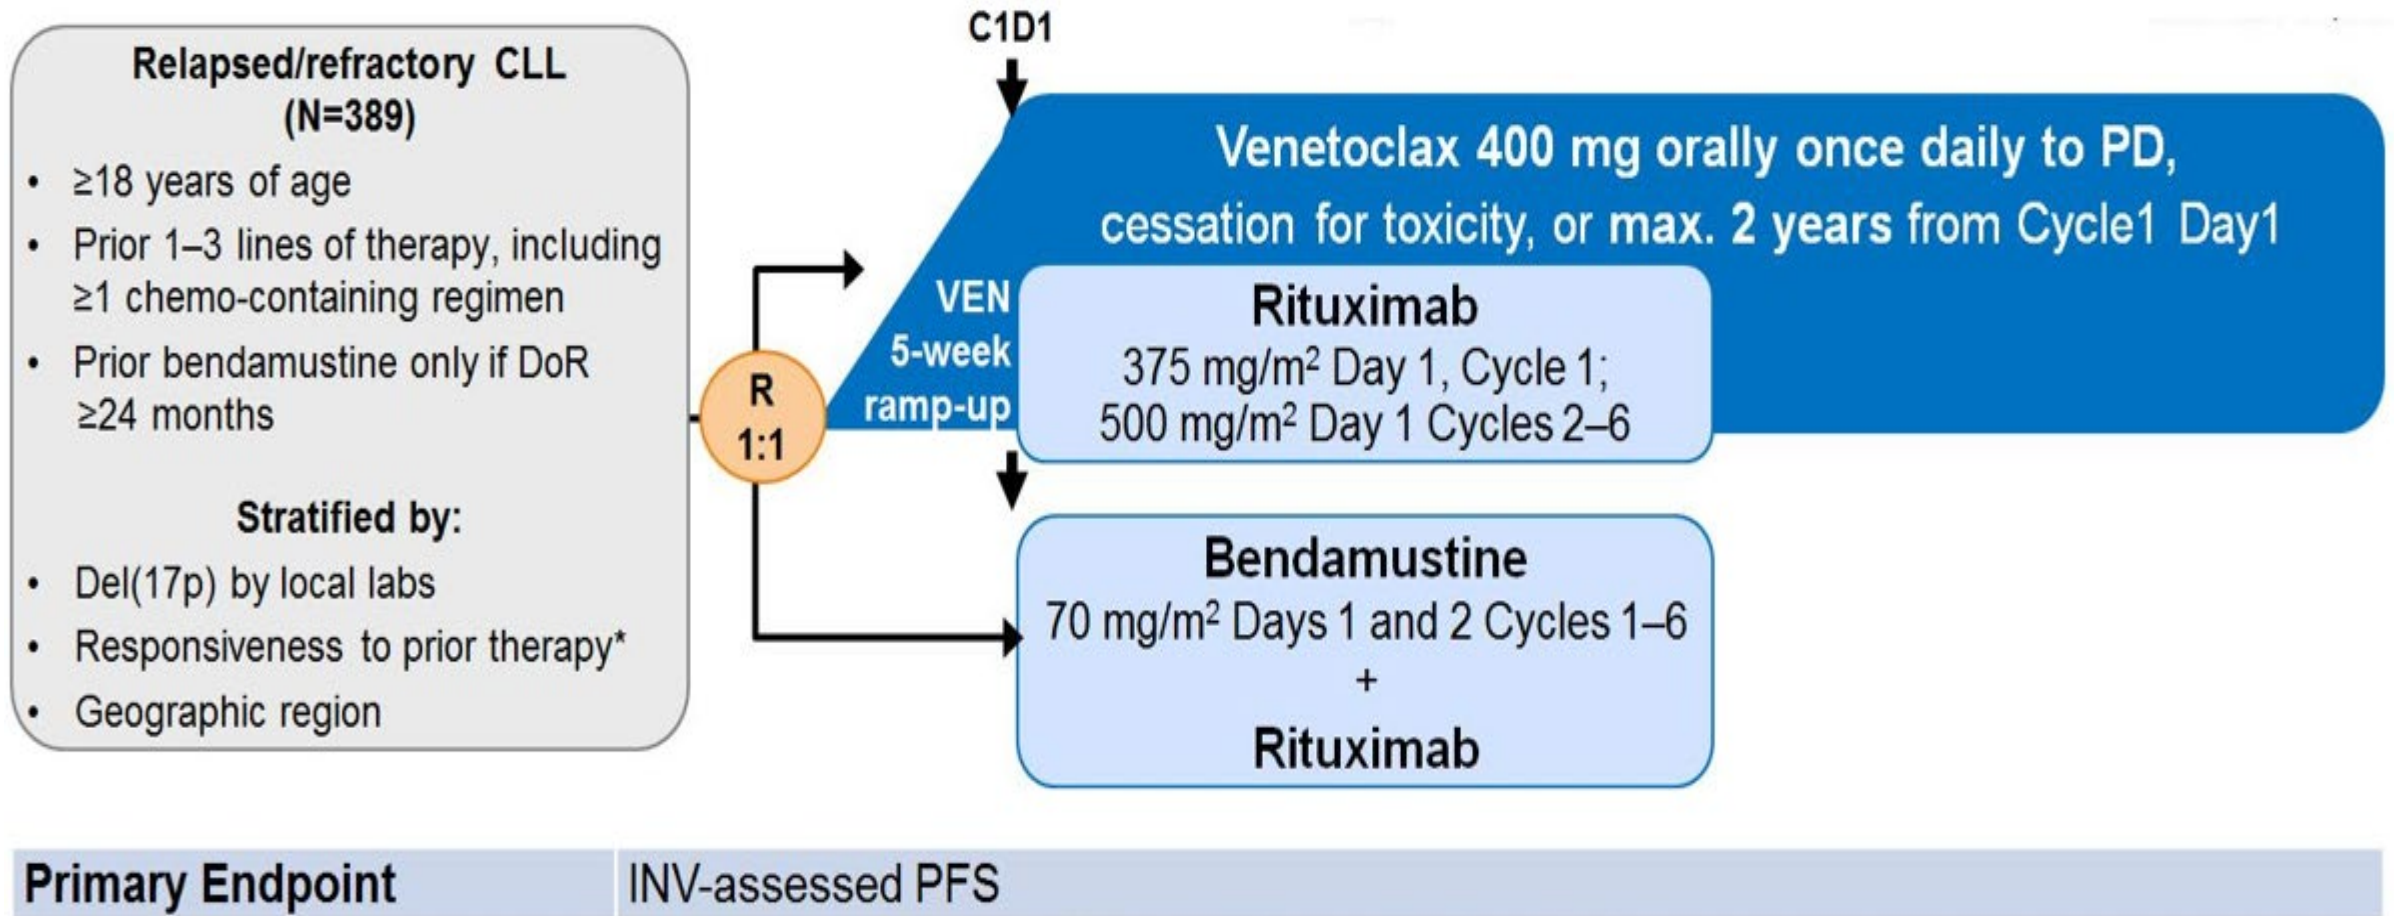 Relapsed/refractory CLL
(N=389)
• ≥18 years of age
• Prior 1–3 lines of therapy, including
≥1 chemo-containing regimen
• Prior bendamustine only if DoR
≥24 months
Stratified by:
• Del(17p) by local labs
• Responsiveness to prior therapy*
• Geographic region
R
1:1
C1D1
Venetoclax 400 mg orally once daily to PD,
cessation for toxicity, or max. 2 years from Cycle1 Day1
VEN
5-week
ramp-up
Rituximab
375 mg/m² Day 1, Cycle 1;
500 mg/m² Day 1 Cycles 2–6
Bendamustine
70 mg/m² Days 1 and 2 Cycles 1–6
+
Rituximab
Primary Endpoint INV-assessed PFS